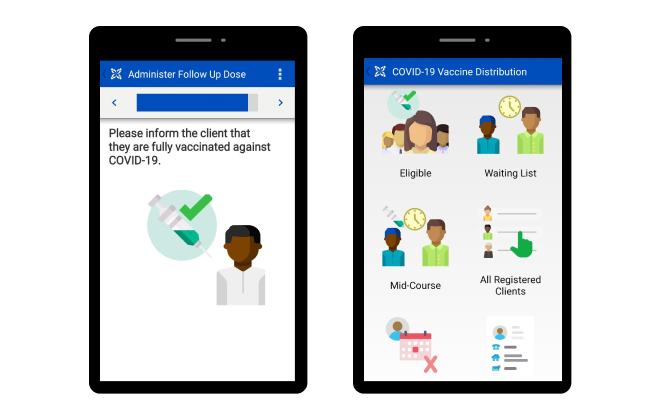 Administer Follow Up Dose
Please inform the client that
they are fully vaccinated against
COVID-19.
COVID-19 Vaccine Distribution
Eligible
Waiting List
Mid-Course
All Registered
Clients